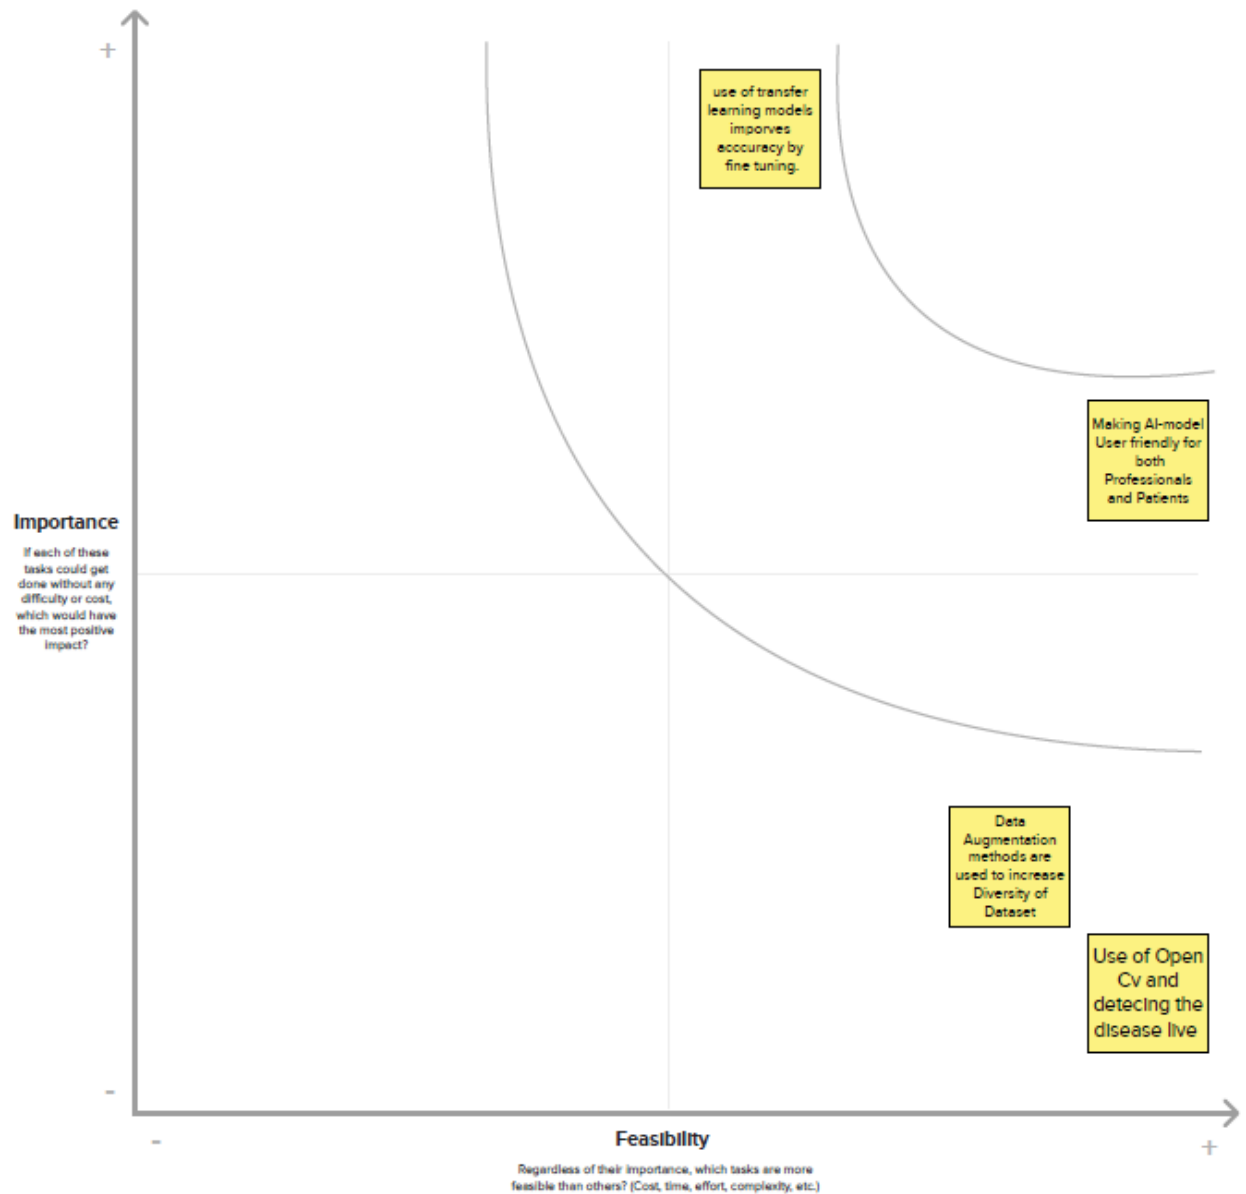 +
use of transfer
learning models
imporves
acccuracy by
fine tuning.
Making AI-model
User friendly for
both
Professionals
and Patients
Importance
If each of these
tasks could get
done without any
difficulty or cost,
which would have
the most positive
impact?
Data
Augmentation
methods are
used to increase
Diversity of
Dataset
Use of Open
Cv and
detecing the
disease live
-
-
Feasibility
+
Regardless of their importance, which tasks are more
feasible than others? (Cost, time, effort, complexity, etc.)